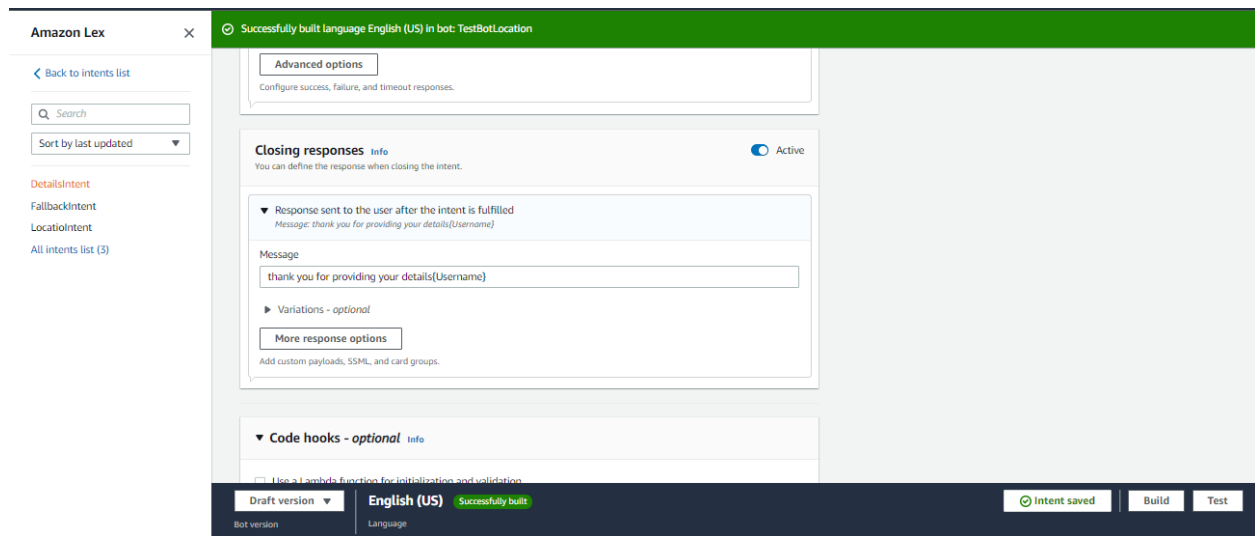 Amazon Lex
Successfully built language English (US) in bot: TestBotLocation
Back to intents list
Search
Sort by last updated
DetailsIntent
FallbackIntent
LocatioIntent
All intents list (3)
Advanced options
Configure success, failure, and timeout responses.
Closing responses Info
Active
You can define the response when closing the intent.
Response sent to the user after the intent is fulfilled
Message: thank you for providing your details{Username}
Message
thank you for providing your details{Username}
Variations - optional
More response options
Add custom payloads, SSML, and card groups.
Code hooks - optional Info
Use a Lambda function for initialization and validation
Draft version
English (US) Successfully built
Intent saved
Build
Test
Bot version
Language